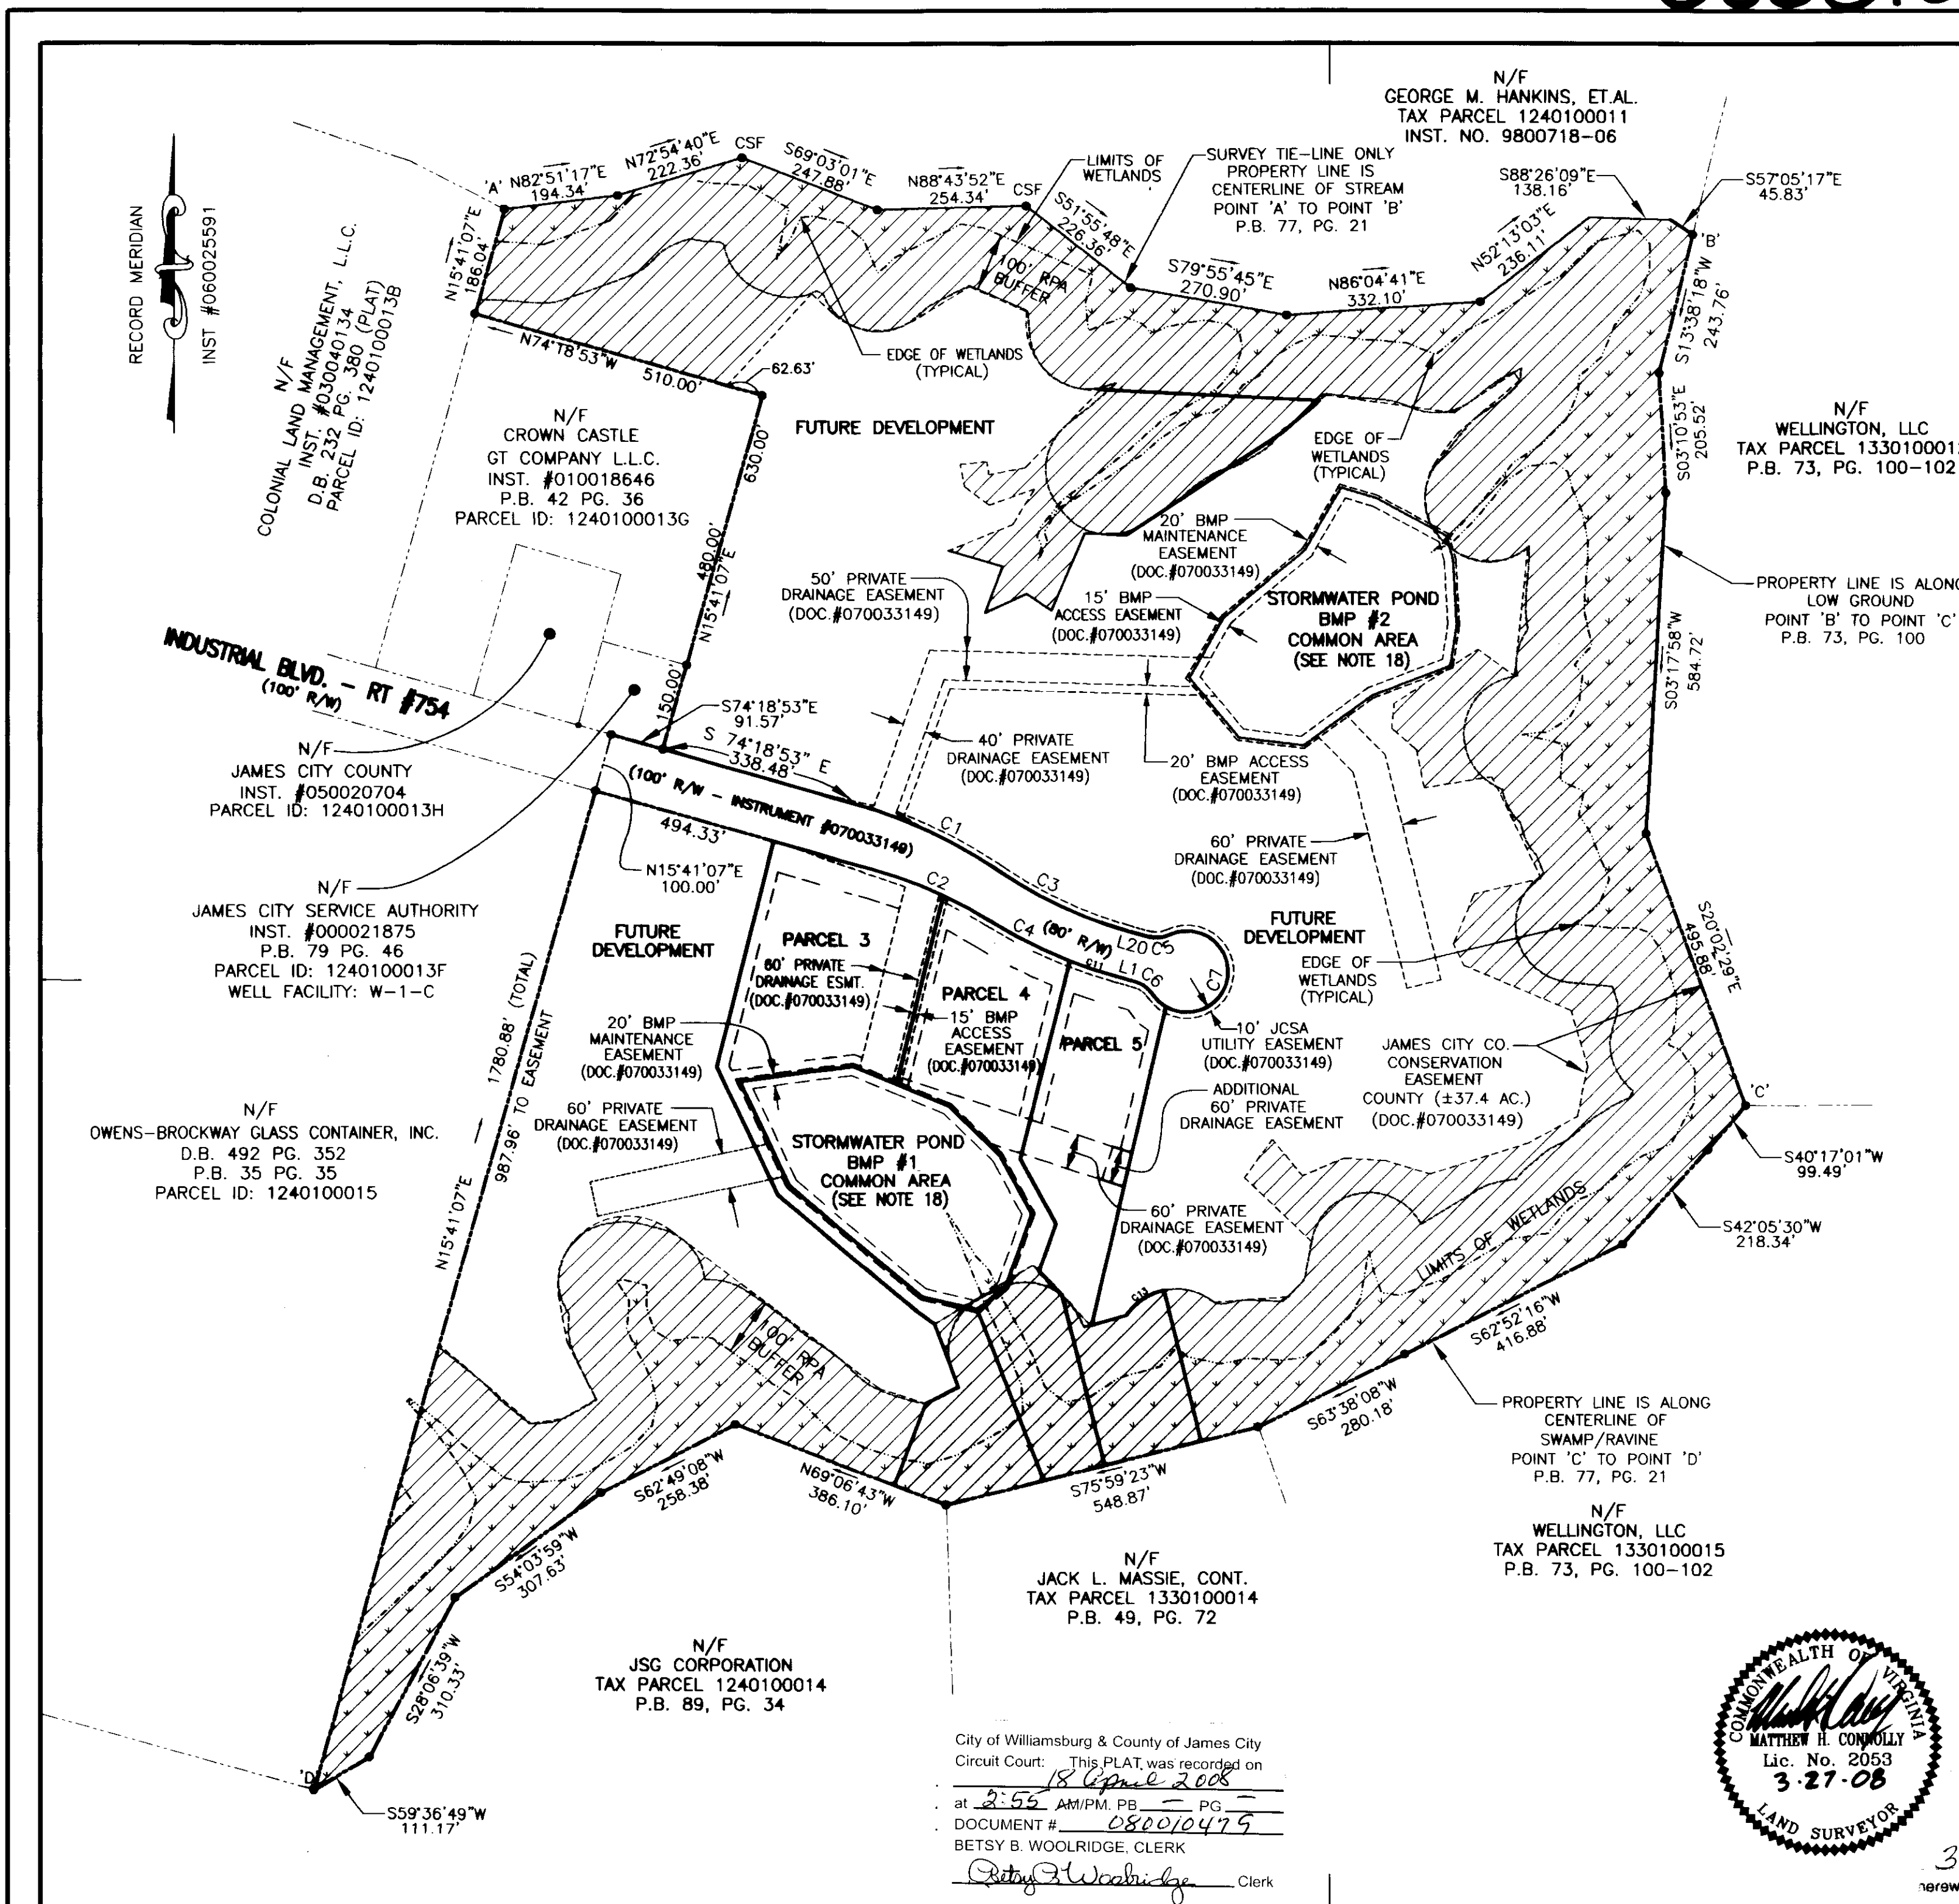 N/F
GEORGE M. HANKINS, ET.AL.
TAX PARCEL 1240100011
INST. NO. 9800718-06
RECORD MERIDIAN
INST #060025591
'A'
N82°51'17"E
194.34'
N72°54'40"E
222.36'
CSF
S69°03'01"E
247.88'
N88°43'52"E
254.34'
CSF
LIMITS OF
WETLANDS
S51°55'48"E
226.36'
SURVEY TIE-LINE ONLY
PROPERTY LINE IS
CENTERLINE OF STREAM
POINT 'A' TO POINT 'B'
P.B. 77, PG. 21
S88°26'09"E
138.16'
S57°05'17"E
45.83'
'B'
N52°13'03"E
236.11'
S79°55'45"E
270.90'
N86°04'41"E
332.10'
S13°38'18"W
243.76'
N15°41'07"E
186.04'
100' RPA
BUFFER
N/F
COLONIAL LAND MANAGEMENT, L.L.C.
INST. #030040134
D.B. 232 PG. 380 (PLAT)
PARCEL ID: 1240100013B
N74°18'53"W
510.00'
62.63'
EDGE OF WETLANDS
(TYPICAL)
S03°10'53"E
205.52'
N/F
CROWN CASTLE
GT COMPANY L.L.C.
INST. #010018646
P.B. 42 PG. 36
PARCEL ID: 1240100013G
630.00'
FUTURE DEVELOPMENT
EDGE OF
WETLANDS
(TYPICAL)
N/F
WELLINGTON, LLC
TAX PARCEL
P.B. 73, PG. 100-102
480.00'
N15°41'07"E
20' BMP
MAINTENANCE
EASEMENT
(DOC.#070033149)
50' PRIVATE
DRAINAGE EASEMENT
(DOC.#070033149)
15' BMP
ACCESS EASEMENT
(DOC.#070033149)
STORMWATER POND
BMP #2
COMMON AREA
(SEE NOTE 18)
PROPERTY LINE IS
LOW GROUND
POINT 'B' TO POINT 'C'
P.B. 73, PG. 100
S03°17'58"W
584.72'
INDUSTRIAL BLVD. - RT #754
(100' R/W)
150.00'
S74°18'53"E
91.57'
S 74°18'53" E
338.48'
40' PRIVATE
DRAINAGE EASEMENT
(DOC.#070033149)
20' BMP ACCESS
EASEMENT
(DOC.#070033149)
N/F
JAMES CITY COUNTY
INST. #050020704
PARCEL ID: 1240100013H
(100' R/W - INSTRUMENT #070033149)
494.33'
C1
N15°41'07"E
100.00'
60' PRIVATE
DRAINAGE EASEMENT
(DOC.#070033149)
N/F
JAMES CITY SERVICE AUTHORITY
INST. #000021875
P.B. 79 PG. 46
PARCEL ID: 1240100013F
WELL FACILITY: W-1-C
C2
C3
C4
(80' R/W)
L20 C5
C11
L1 C6
C7
FUTURE
DEVELOPMENT
PARCEL 3
60' PRIVATE
DRAINAGE ESMT.
(DOC.#070033149)
PARCEL 4
15' BMP
ACCESS
EASEMENT
(DOC.#070033149)
PARCEL 5
FUTURE
DEVELOPMENT
EDGE OF
WETLANDS
(TYPICAL)
S20°02'29"E
495.88'
1780.88' (TOTAL)
987.96' TO EASEMENT
N15°41'07"E
20' BMP
MAINTENANCE
EASEMENT
(DOC.#070033149)
10' JCSA
UTILITY EASEMENT
(DOC.#070033149)
JAMES CITY CO.
CONSERVATION
EASEMENT
COUNTY (±37.4 AC.)
(DOC.#070033149)
'C'
ADDITIONAL
60' PRIVATE
DRAINAGE EASEMENT
N/F
OWENS-BROCKWAY GLASS CONTAINER, INC.
D.B. 492 PG. 352
P.B. 35 PG. 35
PARCEL ID: 1240100015
60' PRIVATE
DRAINAGE EASEMENT
(DOC.#070033149)
STORMWATER POND
BMP #1
COMMON AREA
(SEE NOTE 18)
60' PRIVATE
DRAINAGE EASEMENT
(DOC.#070033149)
S40°17'01"W
99.49'
S42°05'30"W
218.34'
LIMITS OF WETLANDS
C13
100' RPA
BUFFER
S62°52'16"W
416.88'
S63°38'08"W
280.18'
PROPERTY LINE IS ALONG
CENTERLINE OF
SWAMP/RAVINE
POINT 'C' TO POINT 'D'
P.B. 77, PG. 21
N/F
WELLINGTON, LLC
TAX PARCEL 1330100015
P.B. 73, PG. 100-102
S75°59'23"W
548.87'
N69°06'43"W
386.10'
S62°49'08"W
258.38'
S54°03'59"W
307.63'
S28°06'39"W
310.33'
'D'
S59°36'49"W
111.17'
N/F
JACK L. MASSIE, CONT.
TAX PARCEL 1330100014
P.B. 49, PG. 72
N/F
JSG CORPORATION
TAX PARCEL 1240100014
P.B. 89, PG. 34
City of Williamsburg & County of James City
Circuit Court: This PLAT was recorded on
18 April 2008
at 2:55 AM/PM. PB — PG —
DOCUMENT # 080010479
BETSY B. WOOLRIDGE, CLERK
Betsy B Woolridge Clerk
COMMONWEALTH OF VIRGINIA
MATTHEW H. CONNOLLY
Lic. No. 2053
3-27-08
LAND SURVEYOR
3